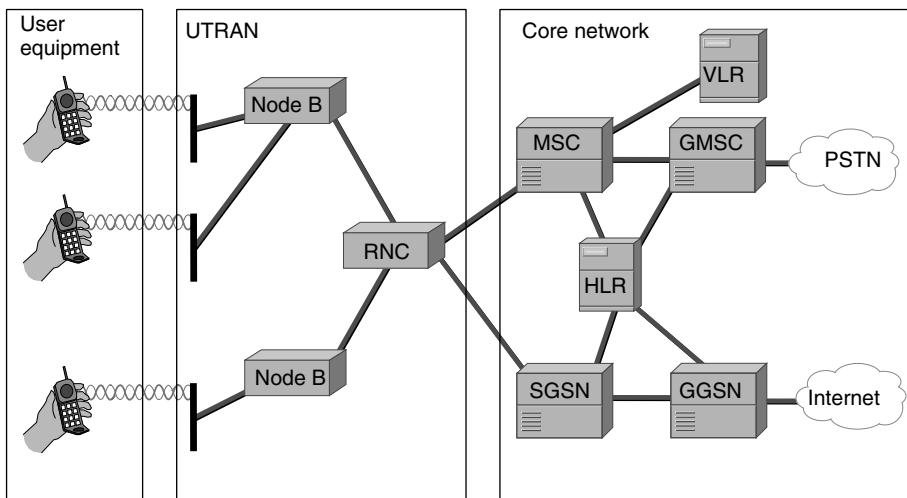 User
equipment
UTRAN
Core network
VLR
Node B
MSC
GMSC
PSTN
RNC
HLR
Node B
SGSN
GGSN
Internet